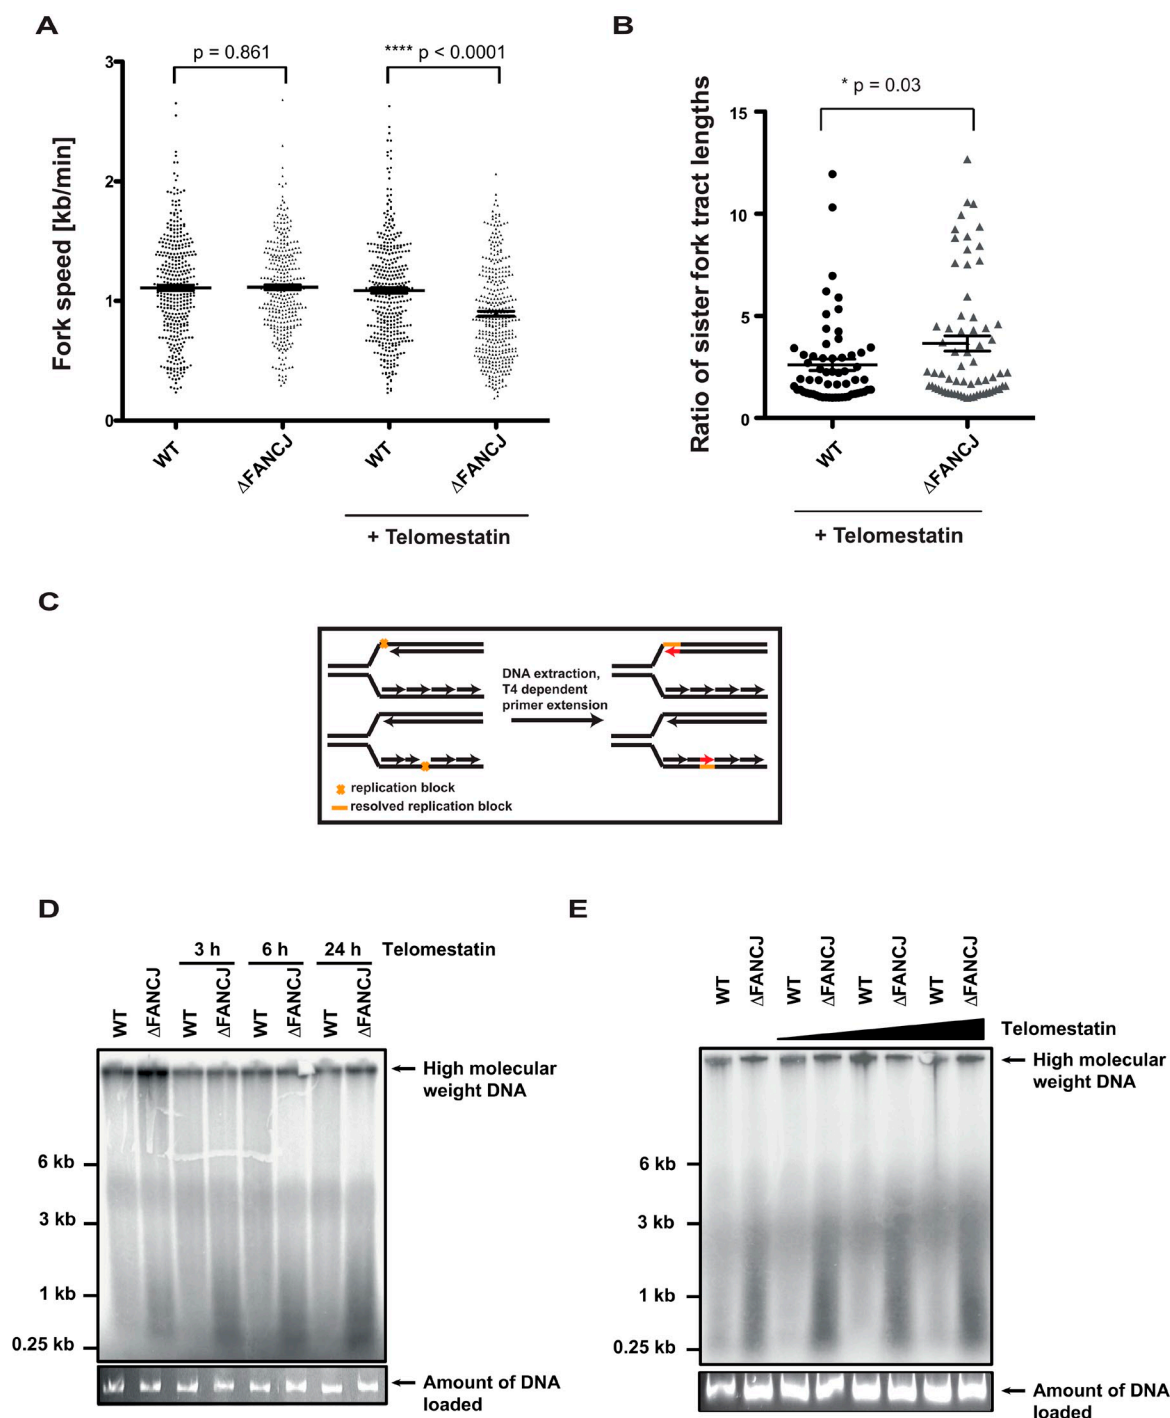 A
p = 0.861
**** p < 0.0001
Fork speed [kb/min]
3
2
1
0
WT
ΔFANCJ
WT
ΔFANCJ
+ Telomestatin
B
* p = 0.03
Ratio of sister fork tract lengths
15
10
5
0
WT
ΔFANCJ
+ Telomestatin
C
DNA extraction,
T4 dependent
primer extension
replication block
resolved replication block
D
3 h 6 h 24 h Telomestatin
WT ΔFANCJ WT ΔFANCJ WT ΔFANCJ WT ΔFANCJ
High molecular
weight DNA
6 kb
3 kb
1 kb
0.25 kb
Amount of DNA
loaded
E
WT ΔFANCJ WT ΔFANCJ WT ΔFANCJ WT ΔFANCJ
Telomestatin
High molecular
weight DNA
6 kb
3 kb
1 kb
0.25 kb
Amount of DNA
loaded